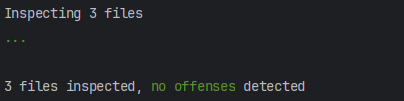 Inspecting 3 files
...
3 files inspected, no offenses detected